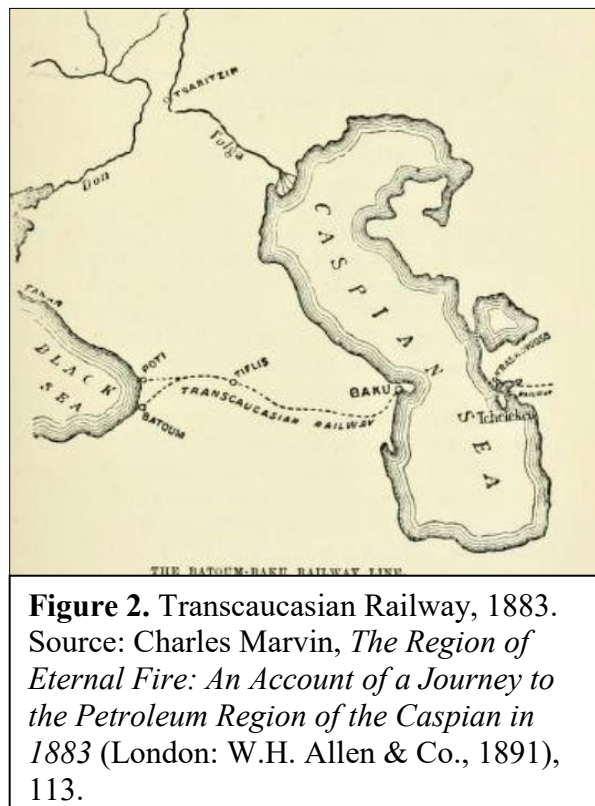 TSARITZIN
Volga
Don
CASPIAN
SEA
TAMAN
BLACK
SEA
POTI
TIFLIS
TRANSCAUCASIAN RAILWAY
BATOUM
BAKU
RAILWAY
Tcheleken
THE BATOUM-BAKU RAILWAY LINE.
Figure 2. Transcaucasian Railway, 1883.
Source: Charles Marvin, The Region of
Eternal Fire: An Account of a Journey to
the Petroleum Region of the Caspian in
1883 (London: W.H. Allen & Co., 1891),
113.